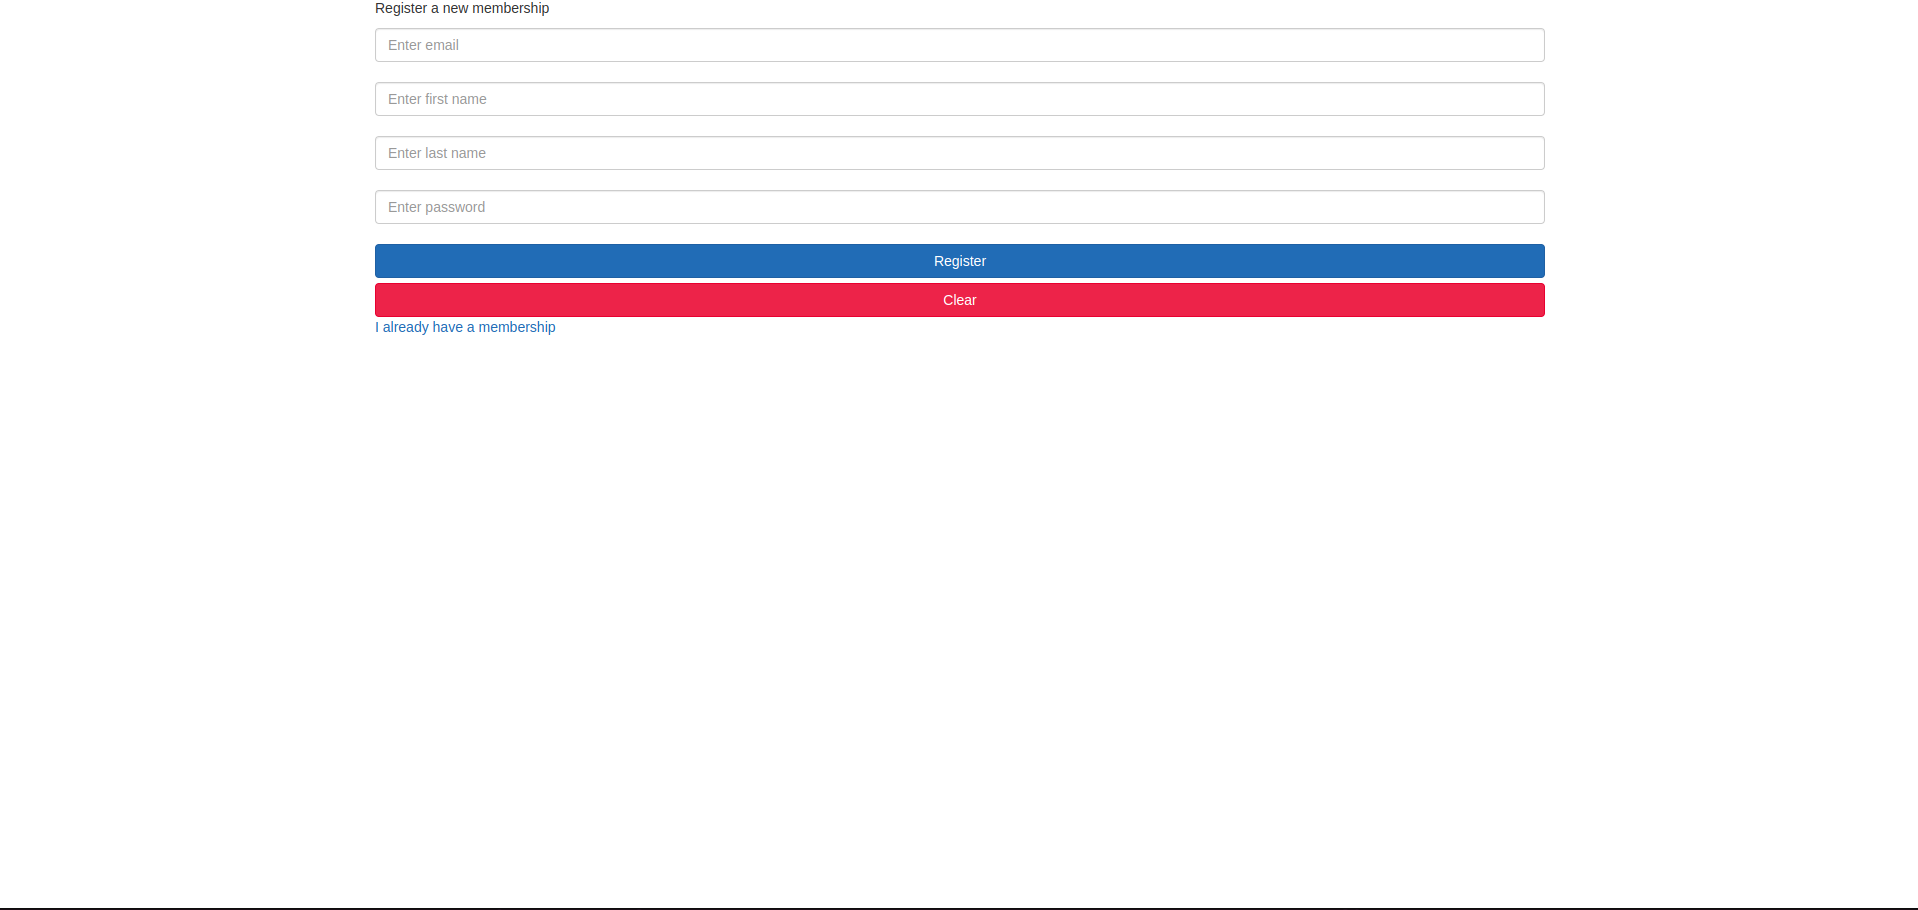 Register a new membership
Enter email
Enter first name
Enter last name
Enter password
Register
Clear
I already have a membership